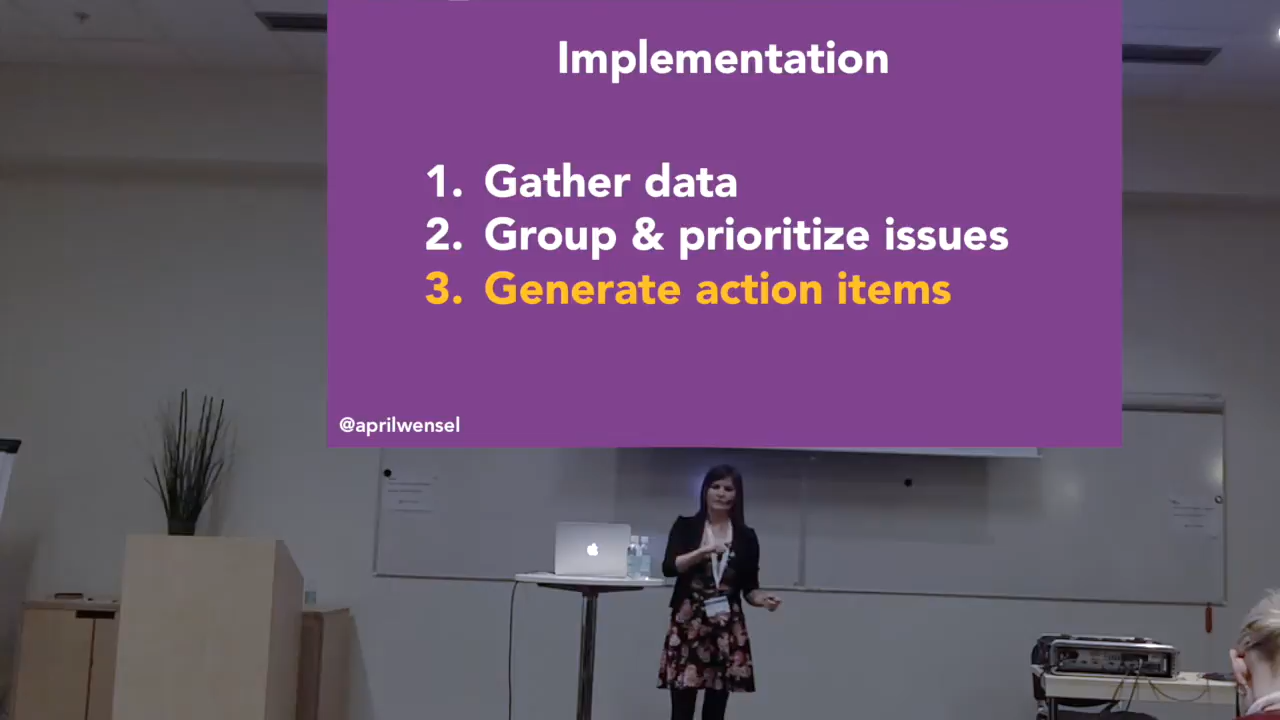 Implementation
1. Gather data
2. Group & prioritize issues
3. Generate action items
@aprilwensel